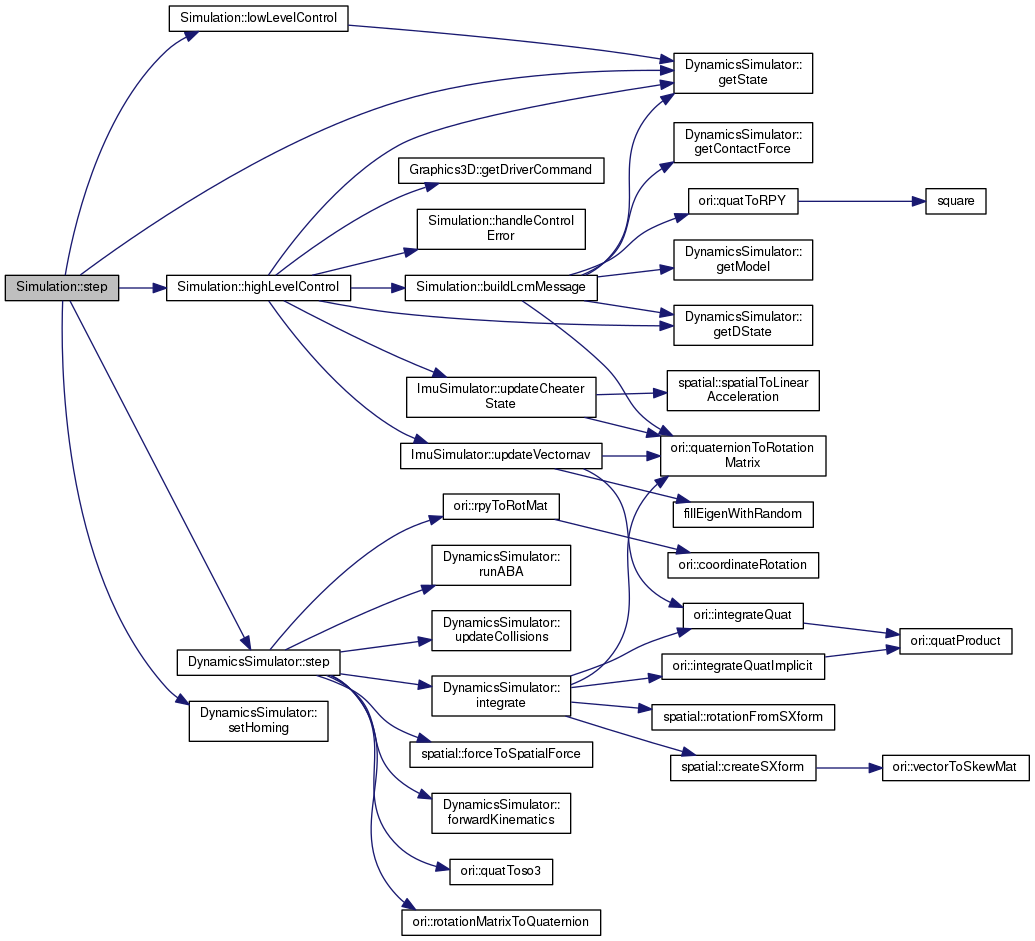 Simulation::lowLevelControl
DynamicsSimulator::
getState
DynamicsSimulator::
getContactForce
Graphics3D::getDriverCommand
ori::quatToRPY
square
Simulation::handleControl
Error
DynamicsSimulator::
getModel
Simulation::step
Simulation::highLevelControl
Simulation::buildLcmMessage
DynamicsSimulator::
getDState
ImuSimulator::updateCheater
State
spatial::spatialToLinear
Acceleration
ImuSimulator::updateVectornav
ori::quaternionToRotation
Matrix
ori::rpyToRotMat
fillEigenWithRandom
DynamicsSimulator::
runABA
ori::coordinateRotation
DynamicsSimulator::
updateCollisions
ori::integrateQuat
ori::quatProduct
DynamicsSimulator::step
ori::integrateQuatImplicit
DynamicsSimulator::
integrate
DynamicsSimulator::
setHoming
spatial::rotationFromSXform
spatial::forceToSpatialForce
spatial::createSXform
ori::vectorToSkewMat
DynamicsSimulator::
forwardKinematics
ori::quatToso3
ori::rotationMatrixToQuaternion